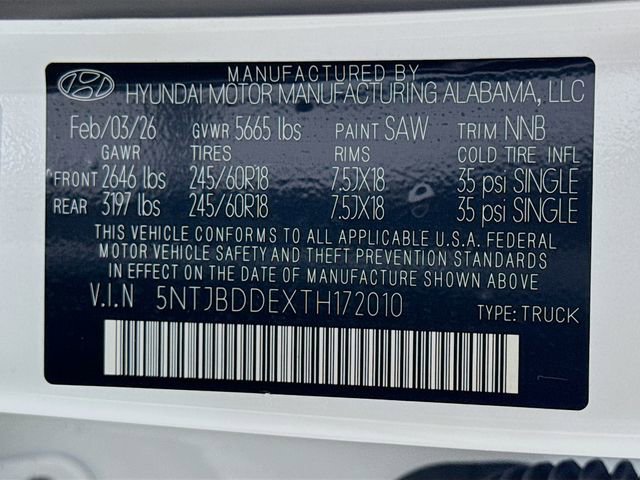 MANUFACTURED BY
HYUNDAI MOTOR MANUFACTURING ALABAMA, LLC
Feb/03/26 GVWR 5665 lbs PAINT SAW TRIM NNB
GAWR TIRES RIMS COLD TIRE INFL
FRONT 2646 lbs 245/60R18 7.5JX18 35 psi SINGLE
REAR 3197 lbs 245/60R18 7.5JX18 35 psi SINGLE
THIS VEHICLE CONFORMS TO ALL APPLICABLE U.S.A. FEDERAL
MOTOR VEHICLE SAFETY AND THEFT PREVENTION STANDARDS
IN EFFECT ON THE DATE OF MANUFACTURE SHOWN ABOVE.
V.I.N 5NTJBDDEXTH172010 TYPE: TRUCK